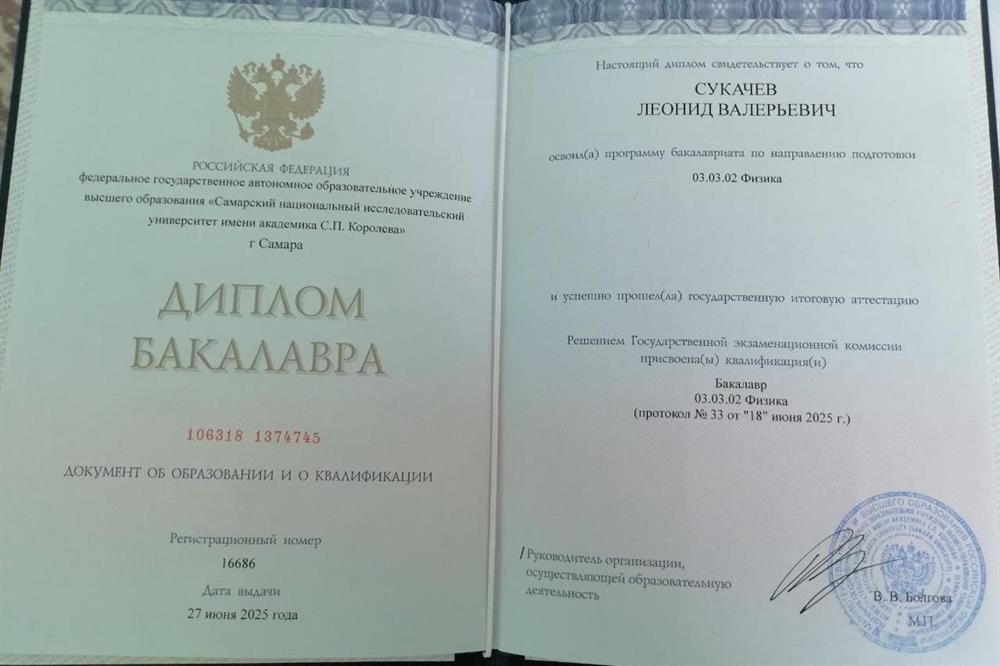 РОССИЙСКАЯ ФЕДЕРАЦИЯ
федеральное государственное автономное образовательное учреждение
высшего образования «Самарский национальный исследовательский
университет имени академика С.П. Королева»
г Самара
ДИПЛОМ
БАКАЛАВРА
106318 1374745
ДОКУМЕНТ ОБ ОБРАЗОВАНИИ И О КВАЛИФИКАЦИИ
Регистрационный номер
16686
Дата выдачи
27 июня 2025 года
Настоящий диплом свидетельствует о том, что
СУКАЧЕВ
ЛЕОНИД ВАЛЕРЬЕВИЧ
освоил(а) программу бакалавриата по направлению подготовки
03.03.02 Физика
и успешно прошел(ла) государственную итоговую аттестацию
Решением Государственной экзаменационной комиссии
присвоена(ы) квалификация(и)
Бакалавр
03.03.02 Физика
(протокол № 33 от "18" июня 2025 г.)
/ Руководитель организации,
осуществляющей образовательную
деятельность
В. В. Болгова
М.П.